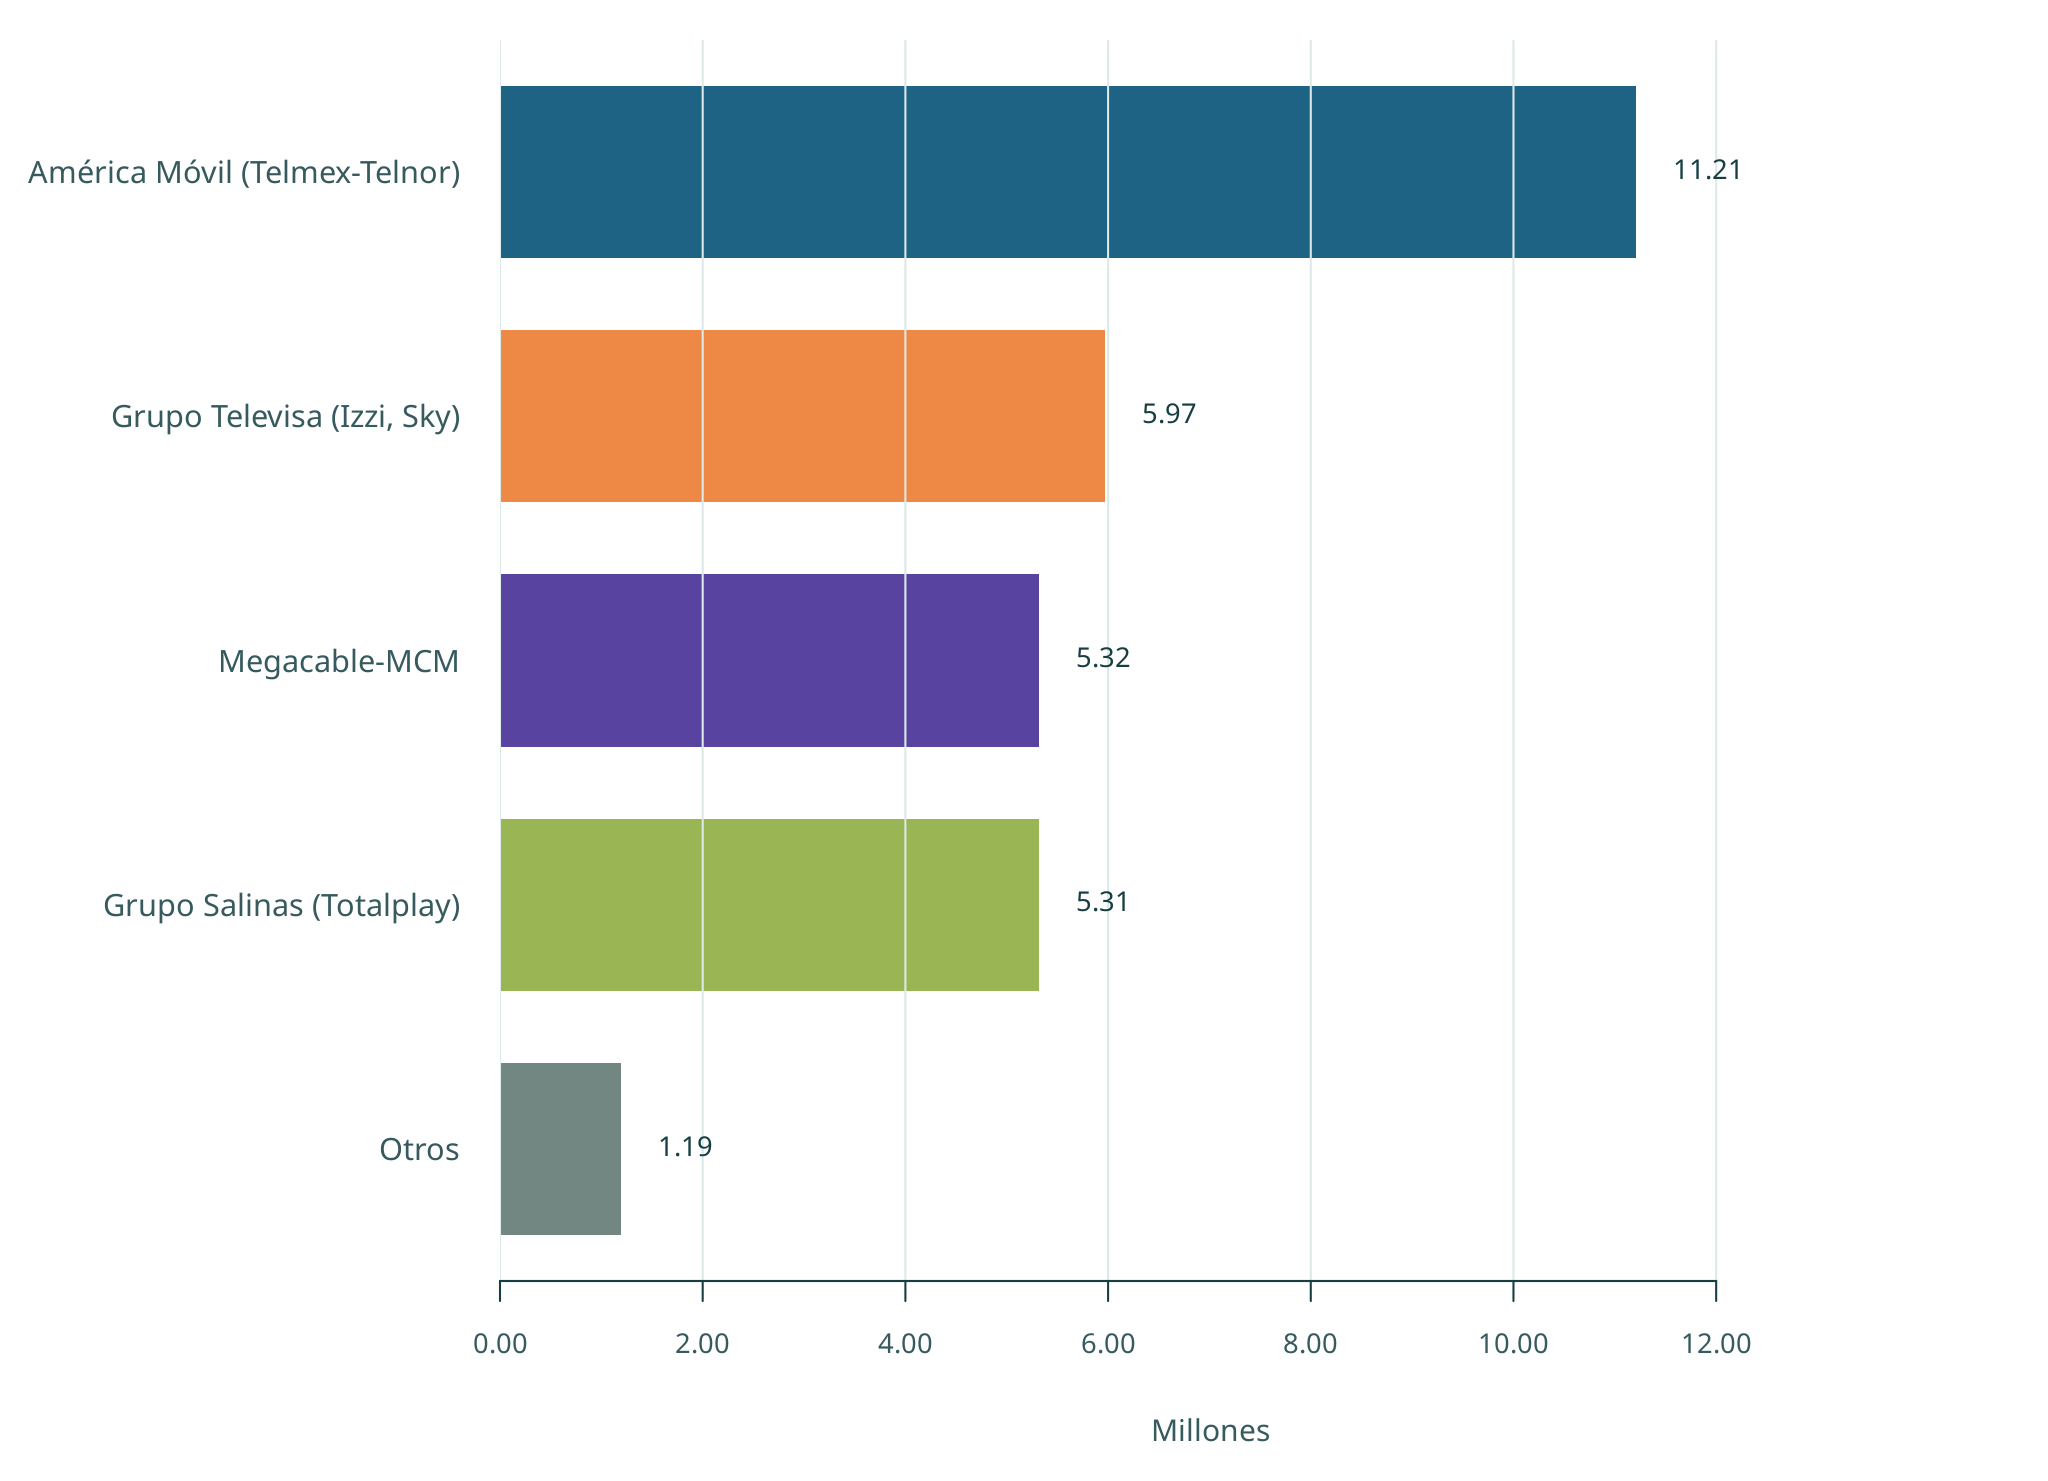 América Móvil (Telmex-Telnor)
11.21
Grupo Televisa (Izzi, Sky)
5.97
Megacable-MCM
5.32
Grupo Salinas (Totalplay)
5.31
Otros
1.19
0.00 2.00 4.00 6.00 8.00 10.00 12.00
Millones